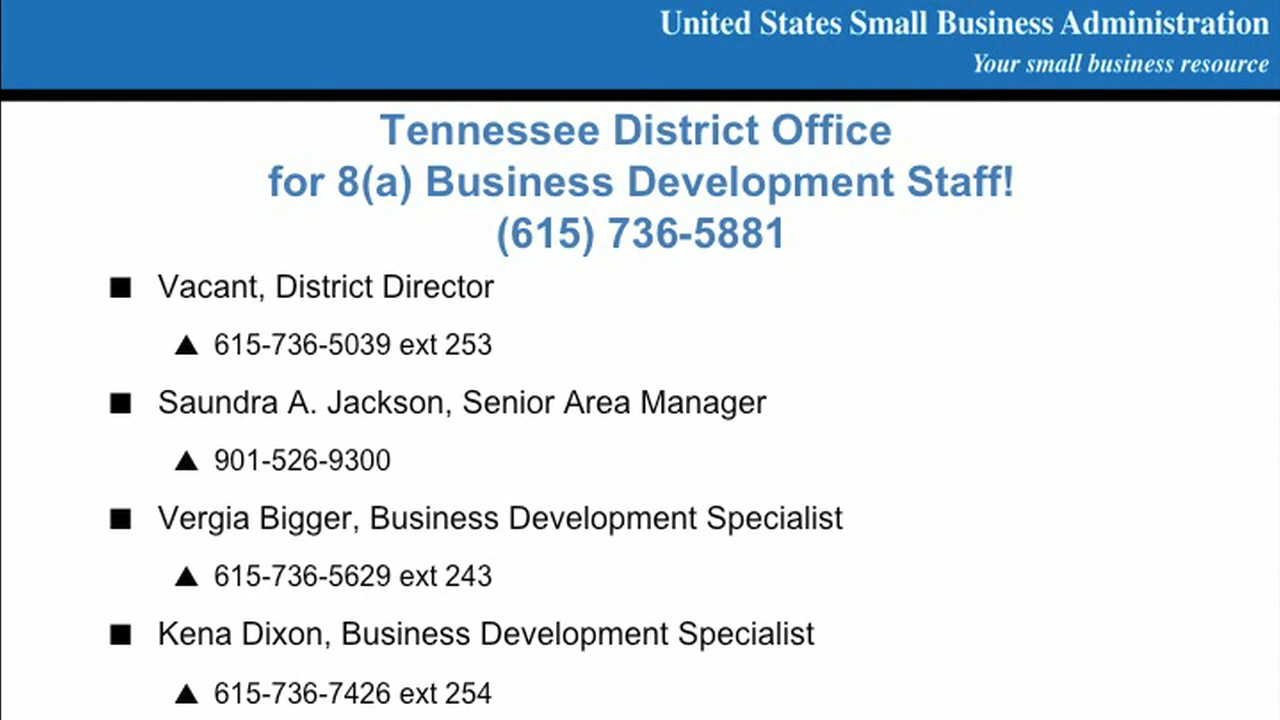 United States Small Business Administration
Your small business resource
Tennessee District Office
for 8(a) Business Development Staff!
(615) 736-5881
■ Vacant, District Director
▲ 615-736-5039 ext 253
■ Saundra A. Jackson, Senior Area Manager
▲ 901-526-9300
■ Vergia Bigger, Business Development Specialist
▲ 615-736-5629 ext 243
■ Kena Dixon, Business Development Specialist
▲ 615-736-7426 ext 254